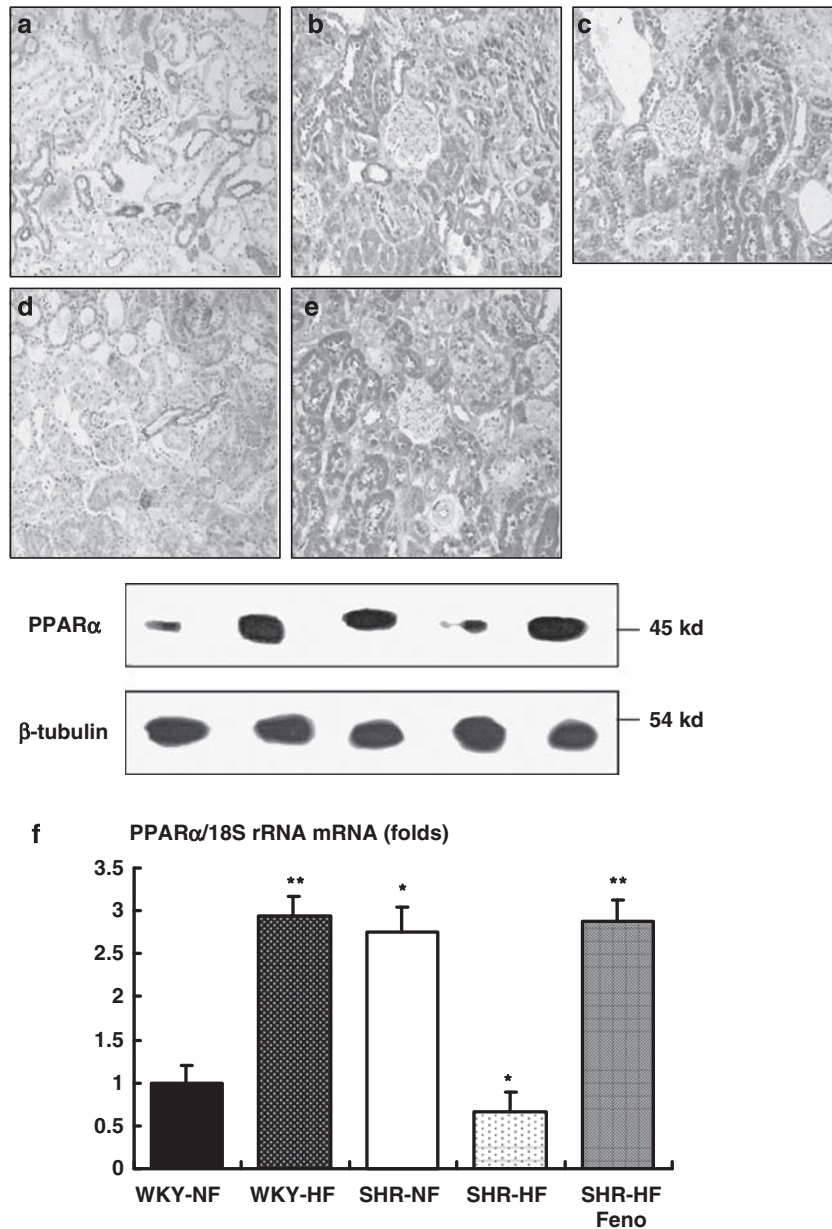 a
b
c
d
e
PPARα
45 kd
β-tubulin
54 kd
f
PPARα/18S rRNA mRNA (folds)
3.5
3
2.5
2
1.5
1
0.5
0
**
*
*
**
WKY-NF
WKY-HF
SHR-NF
SHR-HF
SHR-HF
Feno